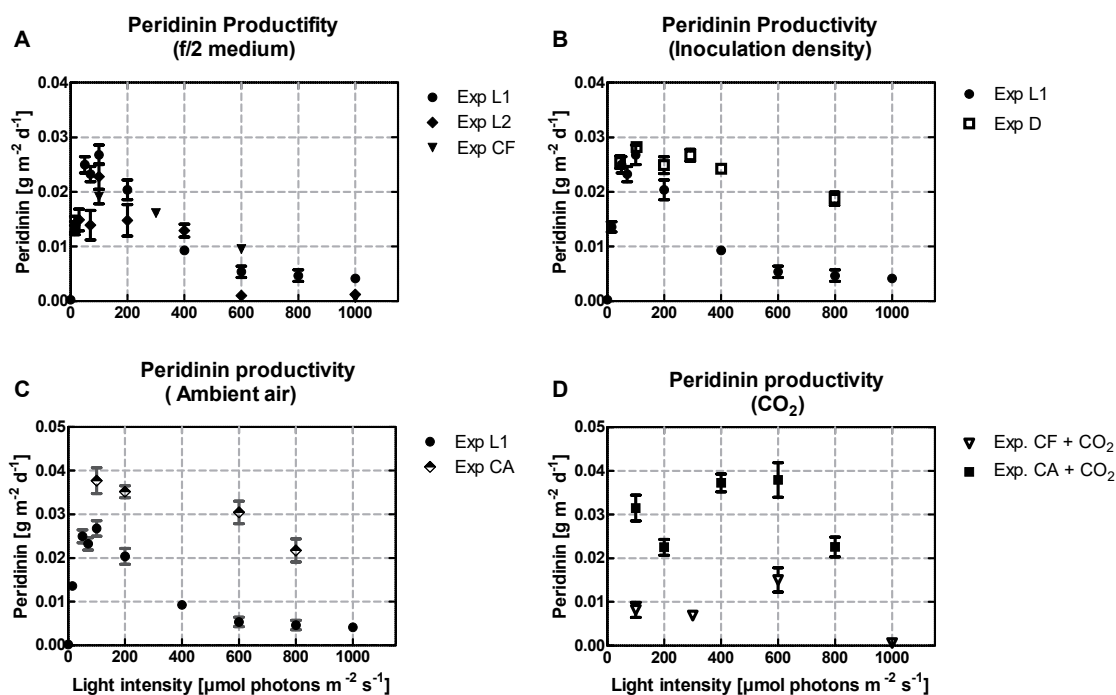 A
Peridinin Productifity
(f/2 medium)
Peridinin [g m⁻² d⁻¹]
0.04
0.03
0.02
0.01
0.00
0 200 400 600 800 1000
Exp L1
Exp L2
Exp CF
B
Peridinin Productivity
(Inoculation density)
Peridinin [g m⁻² d⁻¹]
0.04
0.03
0.02
0.01
0.00
0 200 400 600 800 1000
Exp L1
Exp D
C
Peridinin productivity
( Ambient air)
Peridinin [g m⁻² d⁻¹]
0.05
0.04
0.03
0.02
0.01
0.00
0 200 400 600 800 1000
Light intensity [µmol photons m⁻² s⁻¹]
Exp L1
Exp CA
D
Peridinin productivity
(CO₂)
Peridinin [g m⁻² d⁻¹]
0.05
0.04
0.03
0.02
0.01
0.00
0 200 400 600 800 1000
Light intensity [µmol photons m⁻² s⁻¹]
Exp. CF + CO₂
Exp. CA + CO₂